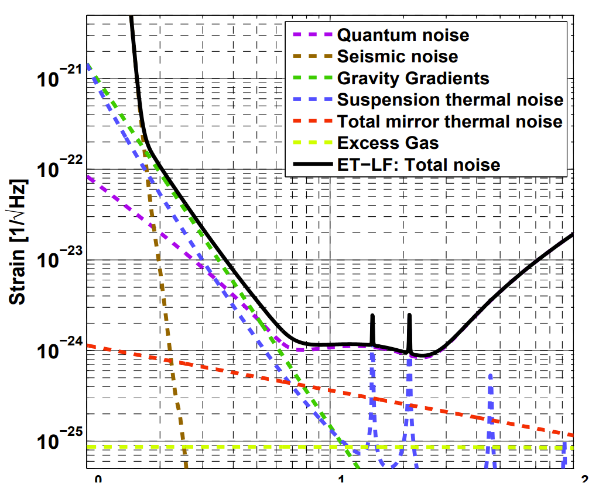 Quantum noise
Seismic noise
Gravity Gradients
Suspension thermal noise
Total mirror thermal noise
Excess Gas
ET−LF: Total noise
Strain [1/√Hz]
10−21
10−22
10−23
10−24
10−25
0 1 2